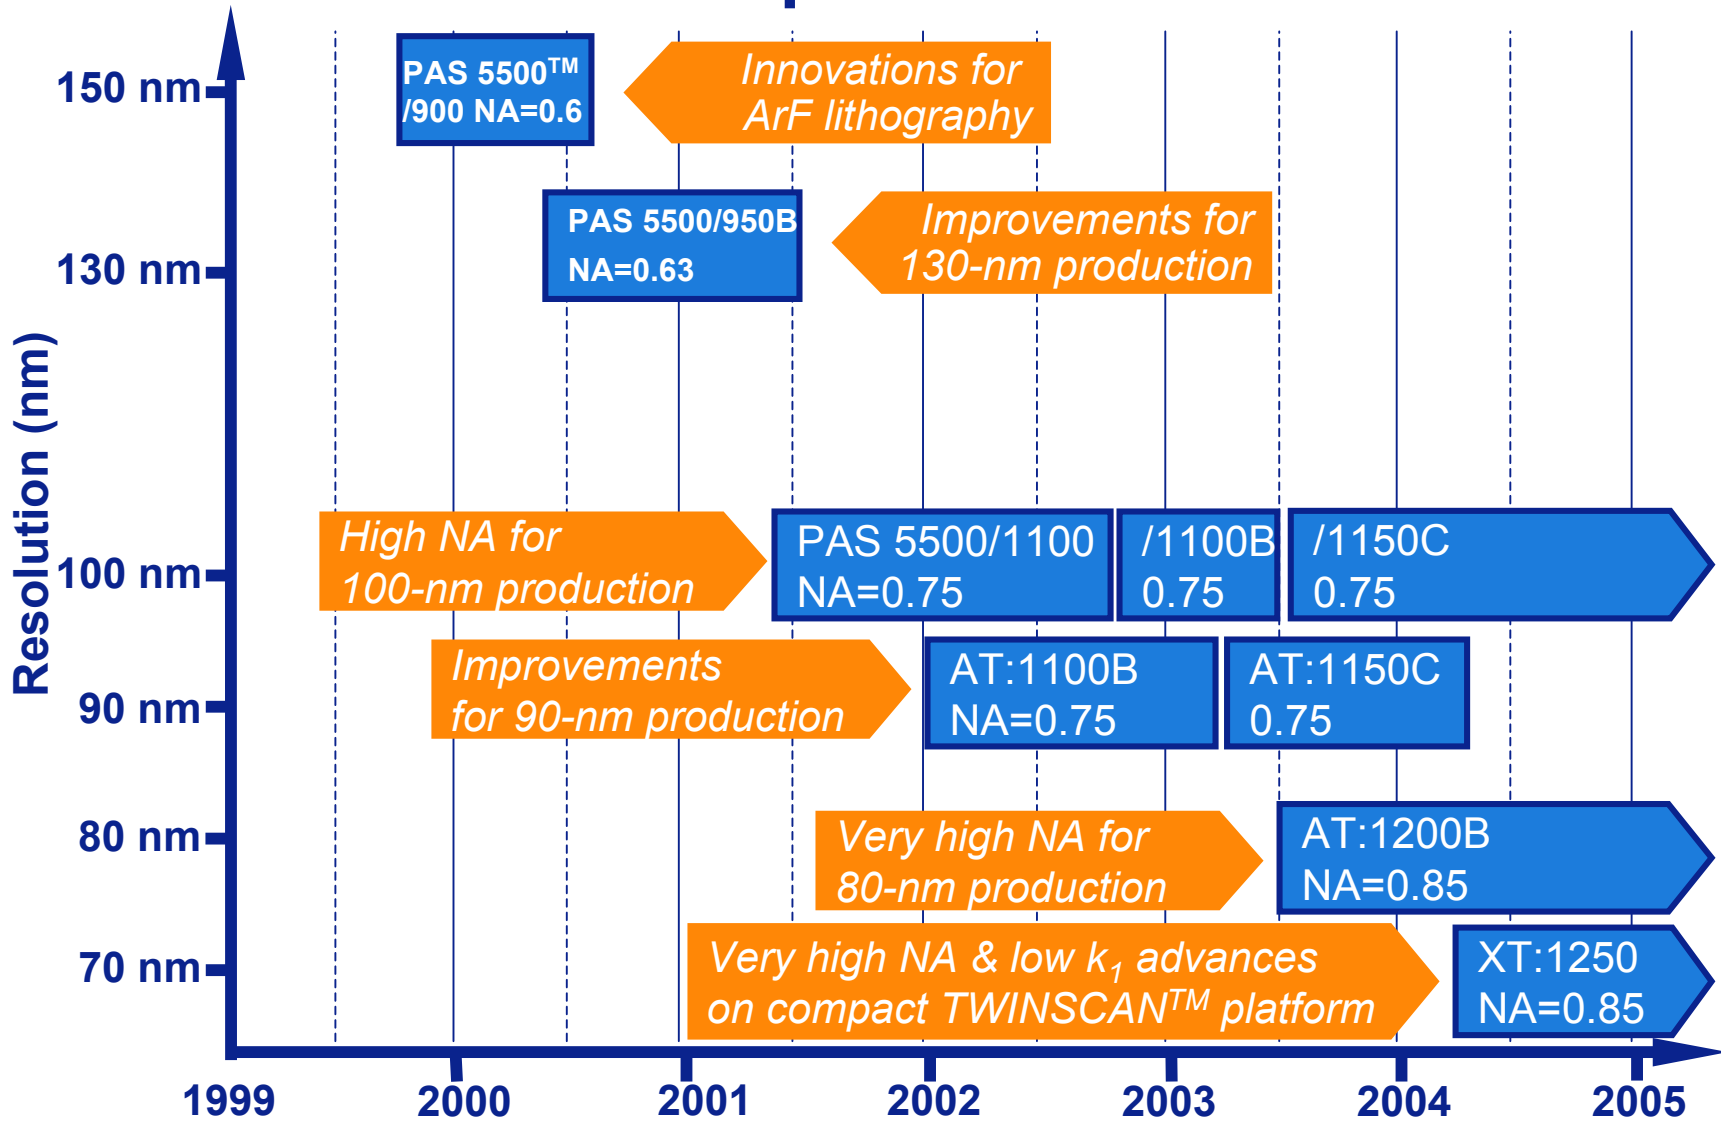 150 nm
PAS 5500™
/900 NA=0.6
Innovations for
ArF lithography
130 nm
PAS 5500/950B
NA=0.63
Improvements for
130-nm production
Resolution (nm)
100 nm
High NA for
100-nm production
PAS 5500/1100
NA=0.75
/1100B
0.75
/1150C
0.75
90 nm
Improvements
for 90-nm production
AT:1100B
NA=0.75
AT:1150C
0.75
80 nm
Very high NA for
80-nm production
AT:1200B
NA=0.85
70 nm
Very high NA & low k₁ advances
on compact TWINSCAN™ platform
XT:1250
NA=0.85
1999 2000 2001 2002 2003 2004 2005